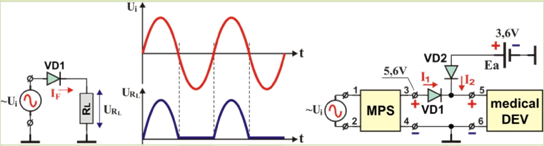 ~Ui
VD1
IF
RL
URL
Ui
t
URL
t
~Ui
1
2
MPS
3
4
5,6V
+
–
I1
VD1
VD2
I2
Ea
+
–
3,6V
+
–
5
6
medical
DEV